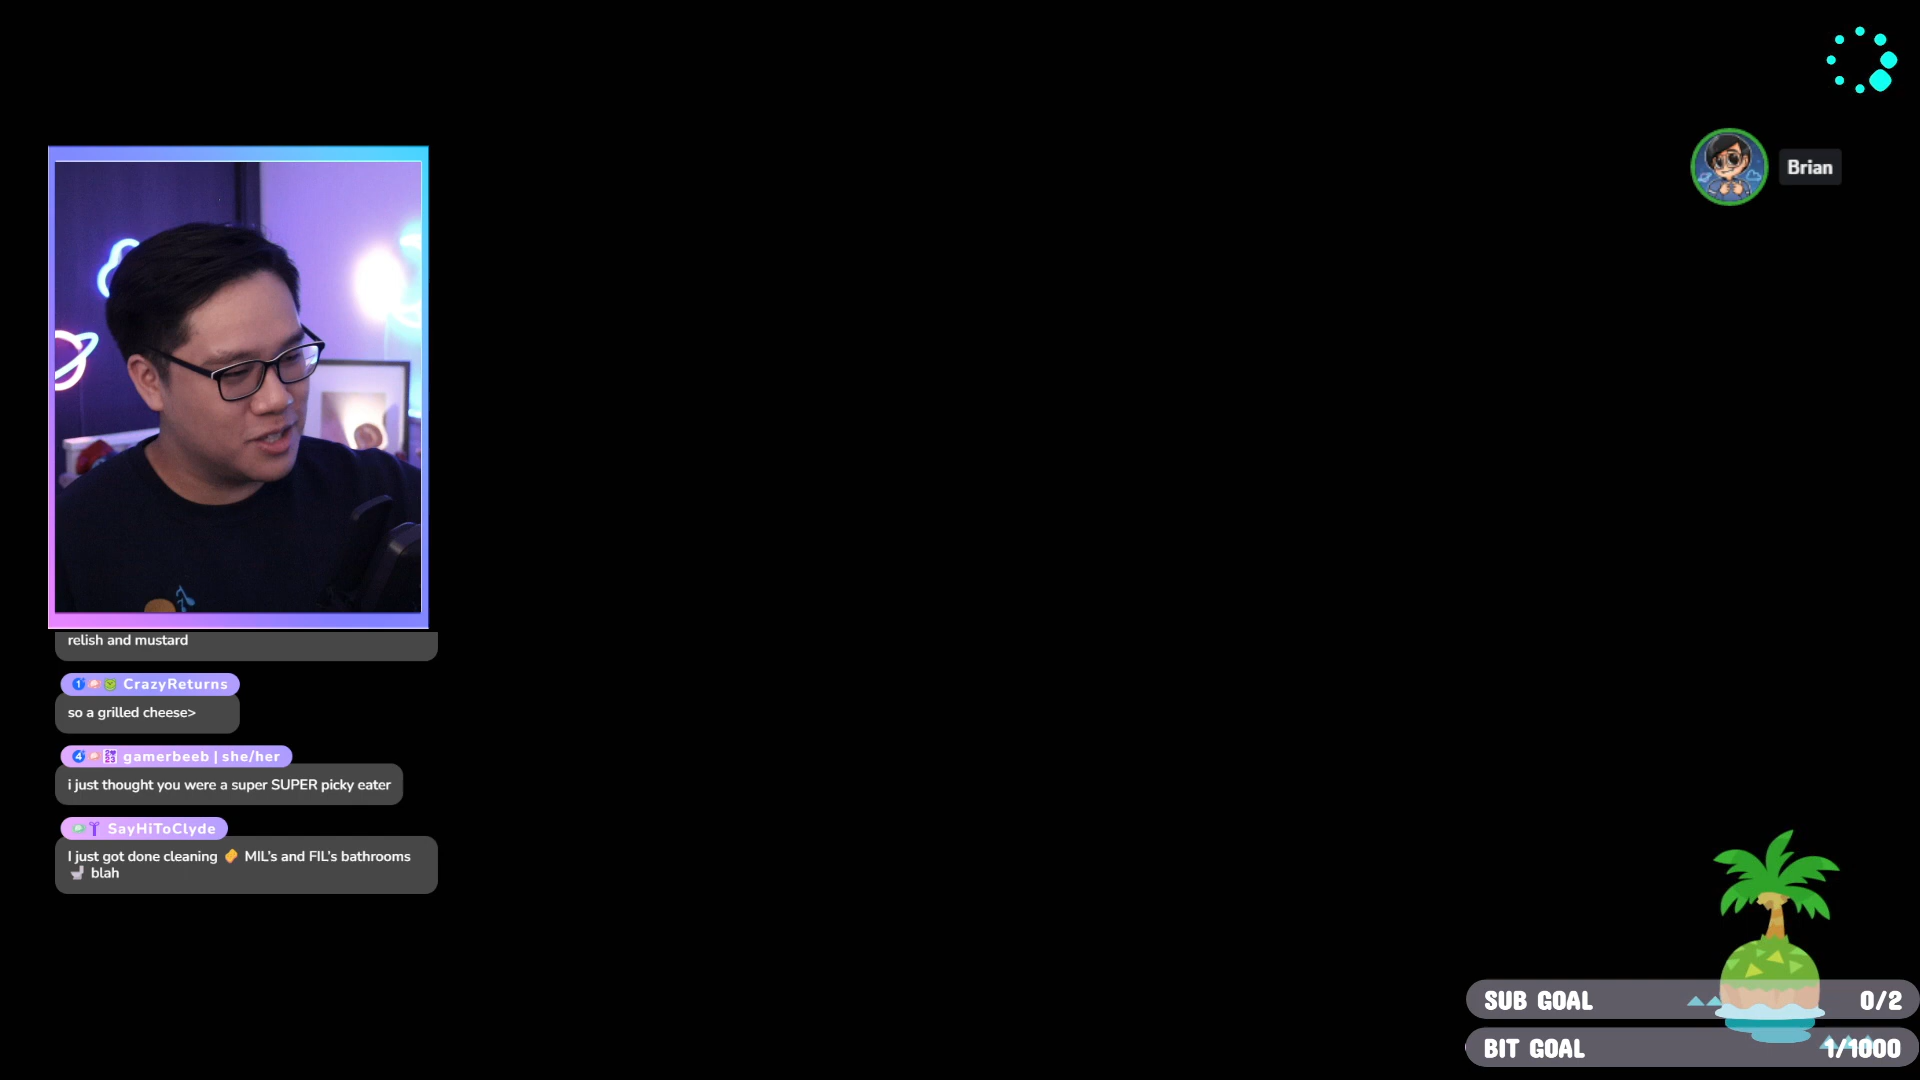 Brian
relish and mustard
CrazyReturns
so a grilled cheese>
gamerbeeb | she/her
i just thought you were a super SUPER picky eater
SayHiToClyde
I just got done cleaning 🧽 MIL's and FIL's bathrooms
🚽 blah
SUB GOAL 0/2
BIT GOAL 1/1000